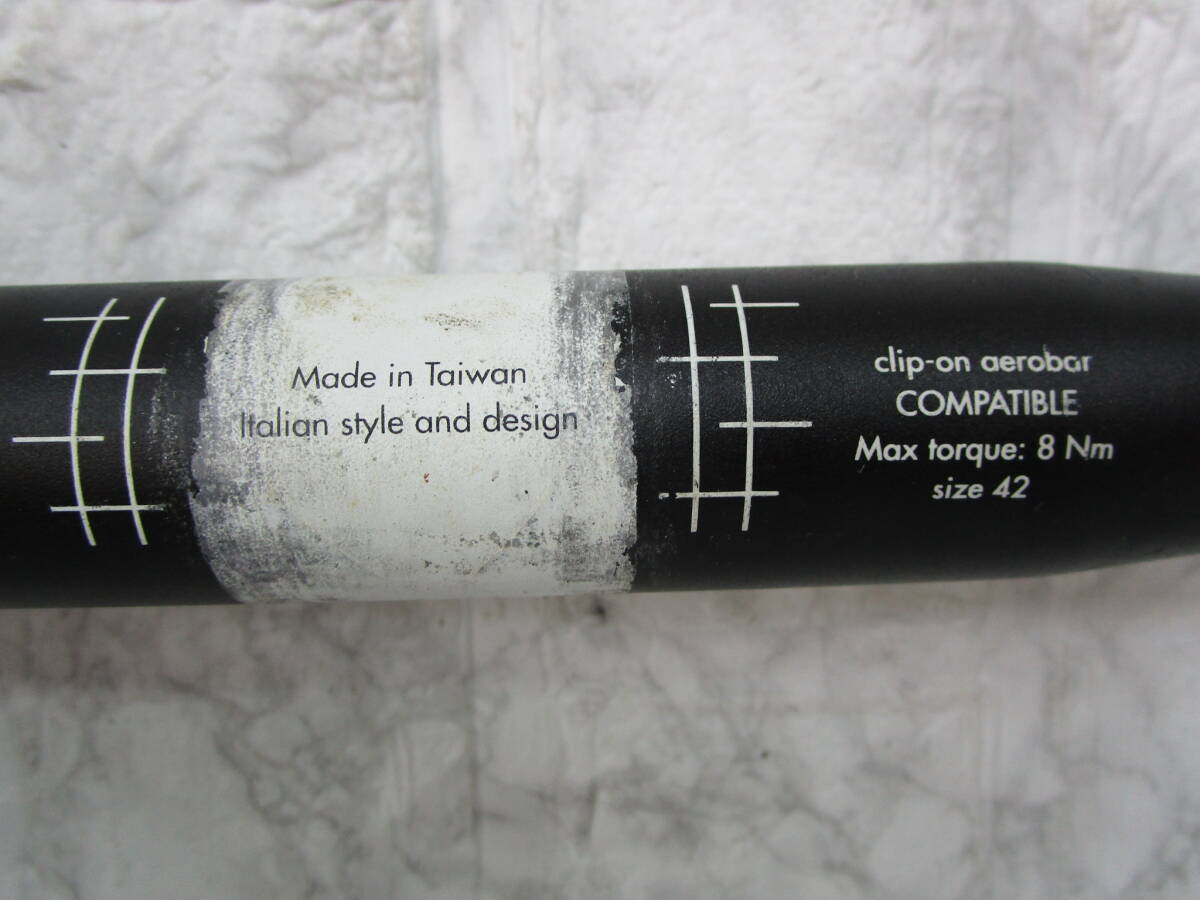 Made in Taiwan
Italian style and design
clip-on aerobar
COMPATIBLE
Max torque: 8 Nm
size 42